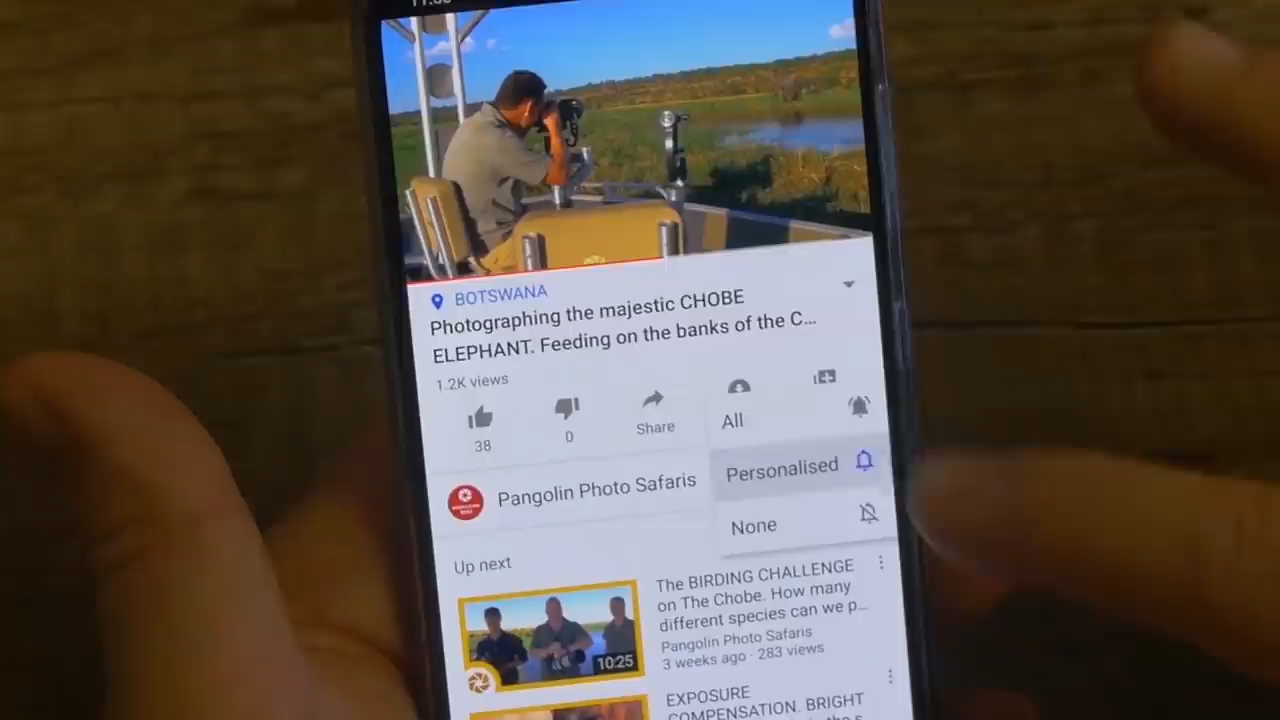 BOTSWANA
Photographing the majestic CHOBE
ELEPHANT. Feeding on the banks of the C...
1.2K views
38
0
Share
All
Personalised
None
Pangolin Photo Safaris
Up next
10:25
The BIRDING CHALLENGE
on The Chobe. How many
different species can we p...
Pangolin Photo Safaris
3 weeks ago · 283 views
EXPOSURE
COMPENSATION. BRIGHT